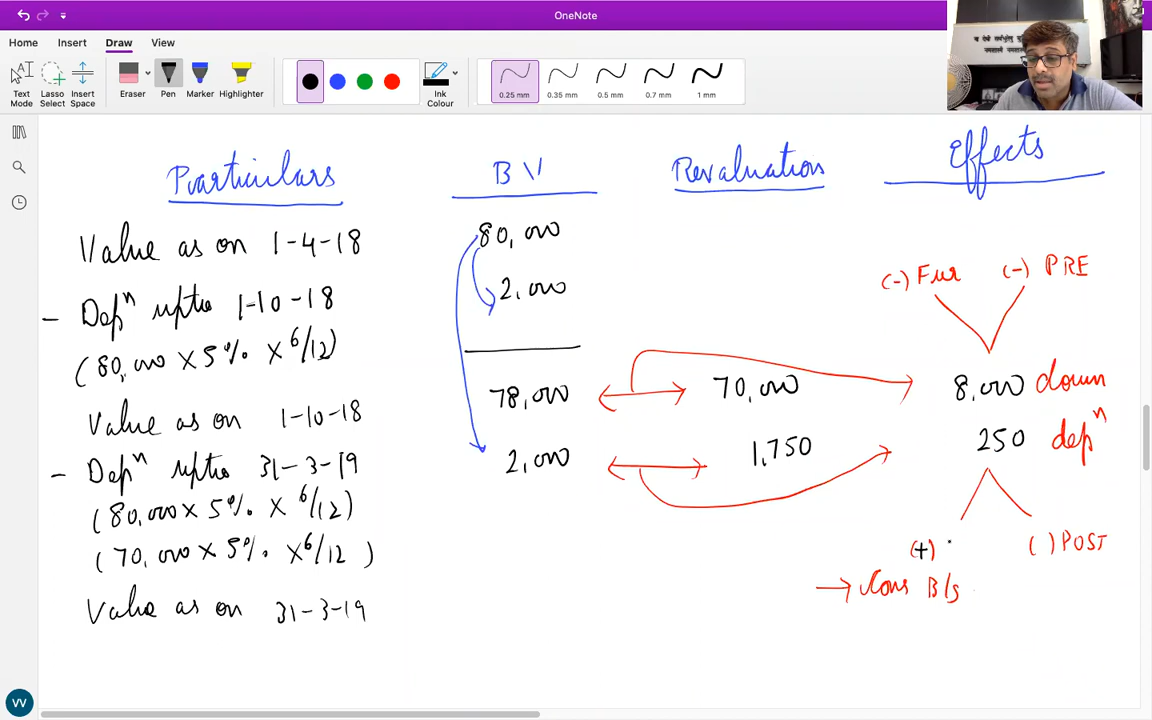 OneNote
Home Insert Draw View
Text Mode
Lasso Select
Insert Space
Eraser
Pen
Marker
Highlighter
0.25 mm
0.35 mm
0.5 mm
0.7 mm
1 mm
Ink Colour
Particulars BV Revaluation Effects
Value as on 1-4-18 80,000
(-) Fur (-) PRE
- Depⁿ upto 1-10-18 2,000
(80,000 X 5% X 6/12)
Value as on 1-10-18 78,000 70,000 8,000 down
- Depⁿ upto 31-3-19 2,000 1,750 250 depⁿ
(80,000 X 5% X 6/12)
(70,000 X 5% X 6/12)
(+) ( ) POST
→ Cons B/s
Value as on 31-3-19
VV